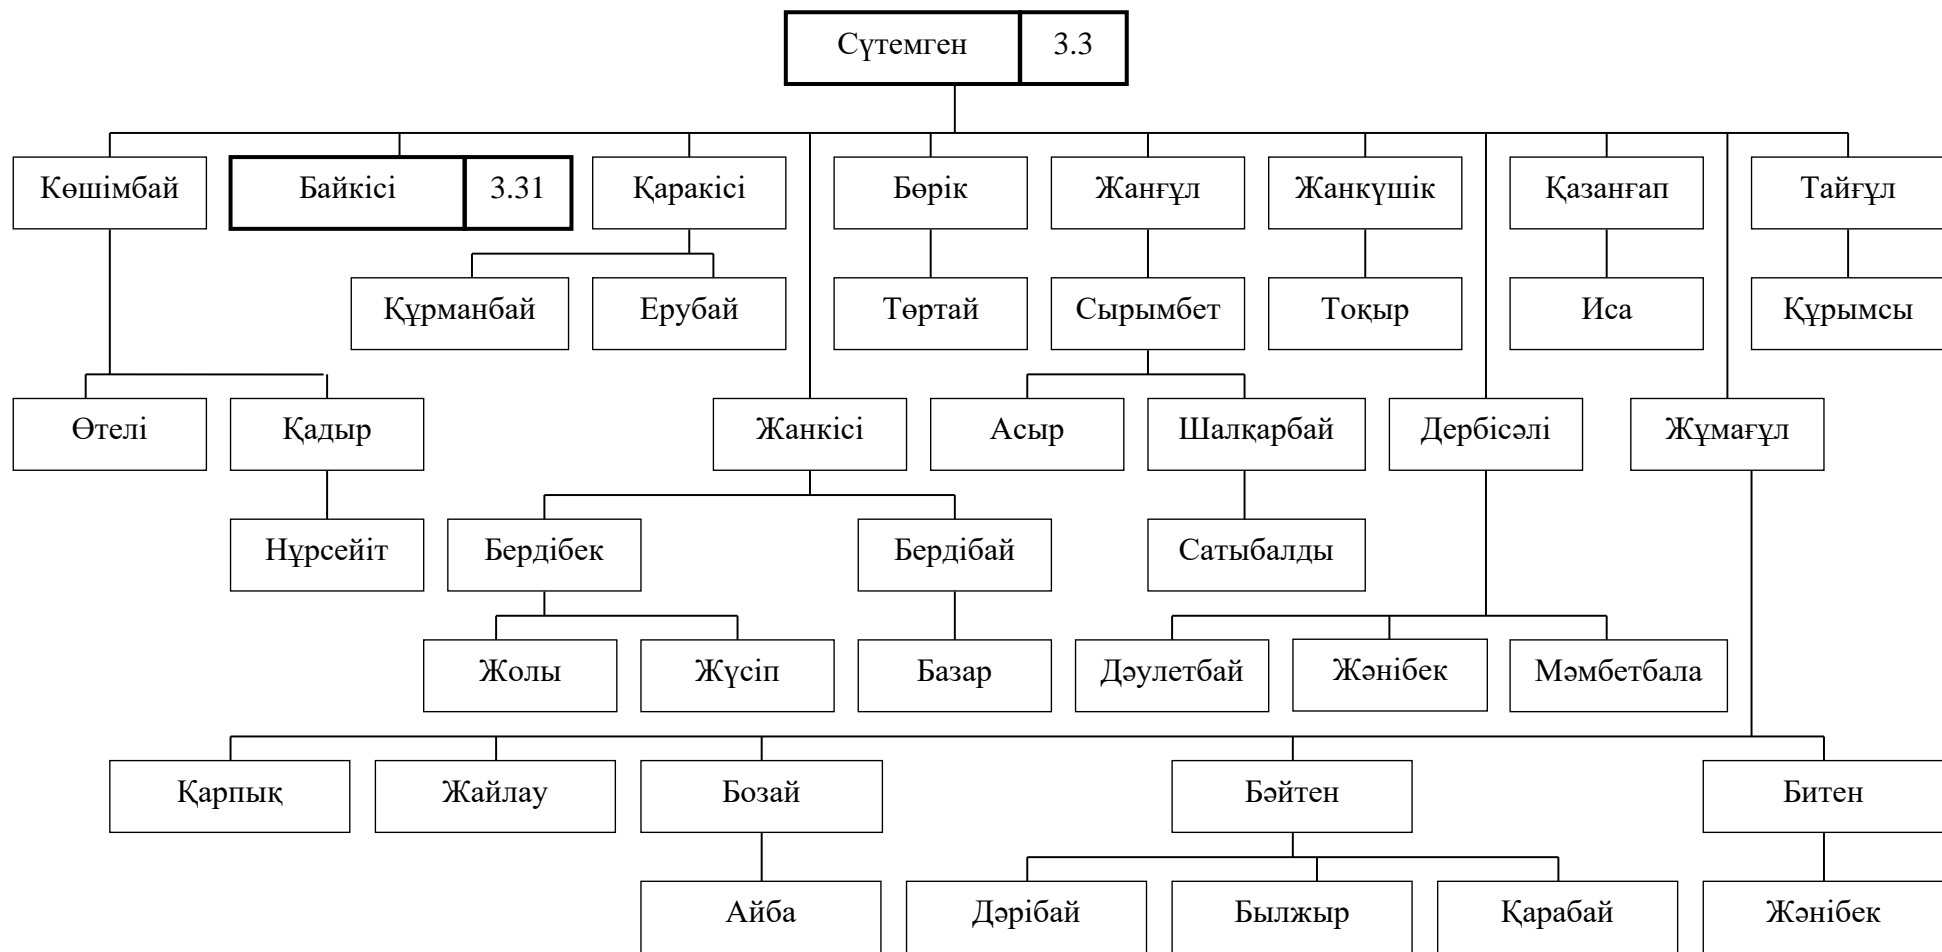 Сүтемген 3.3
Көшімбай Байкісі 3.31 Қаракісі Бөрік Жанғұл Жанкүшік Қазанғап Тайғұл
Құрманбай Ерубай Төртай Сырымбет Тоқыр Иса Құрымсы
Өтелі Қадыр Жанкісі Асыр Шалқарбай Дербісәлі Жұмағұл
Нұрсейіт Бердібек Бердібай Сатыбалды
Жолы Жүсіп Базар Дәулетбай Жәнібек Мәмбетбала
Қарпық Жайлау Бозай Бәйтен Битен
Айба Дәрібай Былжыр Қарабай Жәнібек